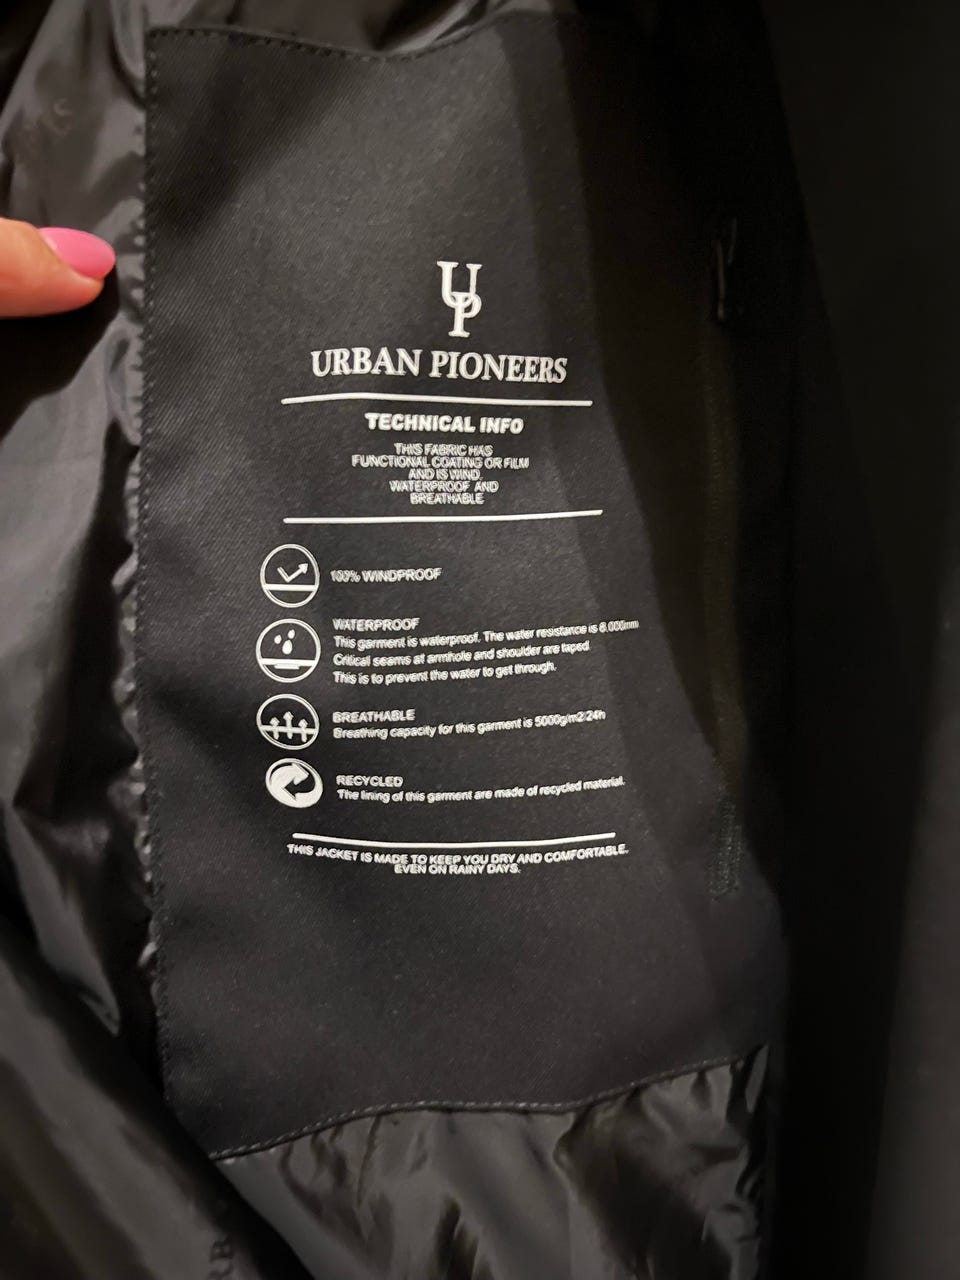 UP
URBAN PIONEERS
TECHNICAL INFO
THIS FABRIC HAS
FUNCTIONAL COATING OR FILM
AND IS WIND,
WATERPROOF AND
BREATHABLE
100% WINDPROOF
WATERPROOF
This garment is waterproof. The water resistance is 8.000mm
Critical seams at armhole and shoulder are taped.
This is to prevent the water to get through.
BREATHABLE
Breathing capacity for this garment is 5000g/m2/24h
RECYCLED
The lining of this garment are made of recycled material.
THIS JACKET IS MADE TO KEEP YOU DRY AND COMFORTABLE.
EVEN ON RAINY DAYS.